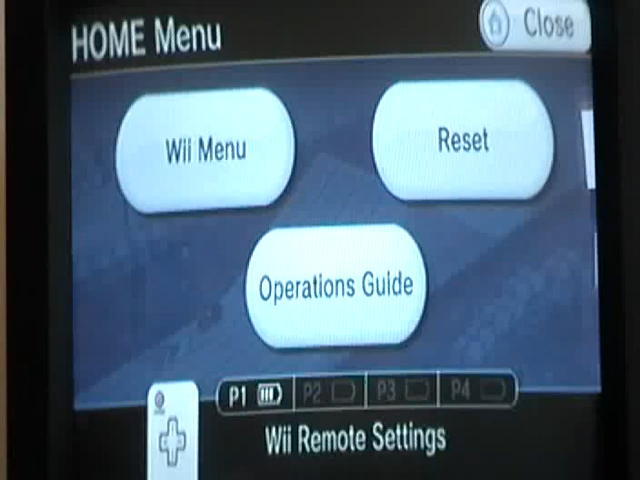 HOME Menu
Close
Wii Menu
Reset
Operations Guide
P1 P2 P3 P4
Wii Remote Settings